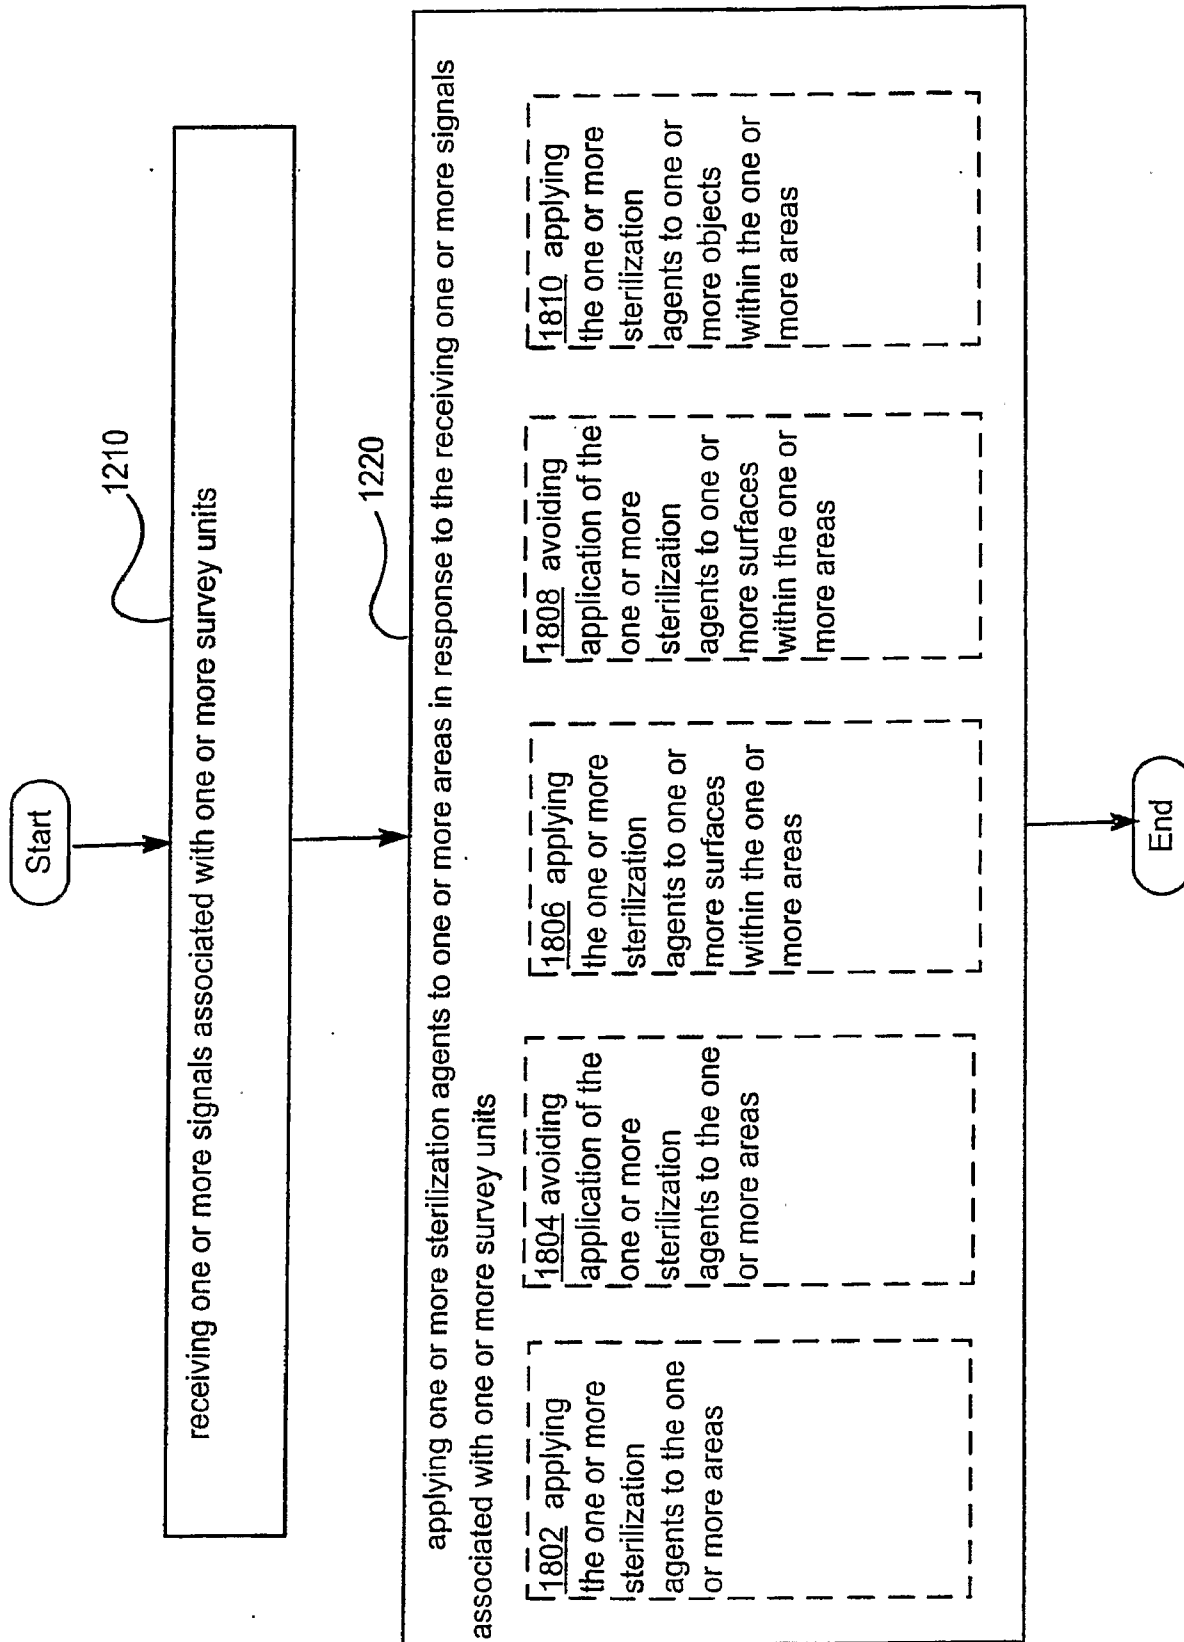 Start
1210
receiving one or more signals associated with one or more survey units
1220
applying one or more sterilization agents to one or more areas in response to the receiving one or more signals
associated with one or more survey units
1802 applying
the one or more
sterilization
agents to the one
or more areas
1804 avoiding
application of the
one or more
sterilization
agents to the one
or more areas
1806 applying
the one or more
sterilization
agents to one or
more surfaces
within the one or
more areas
1808 avoiding
application of the
one or more
sterilization
agents to one or
more surfaces
within the one or
more areas
1810 applying
the one or more
sterilization
agents to one or
more objects
within the one or
more areas
End